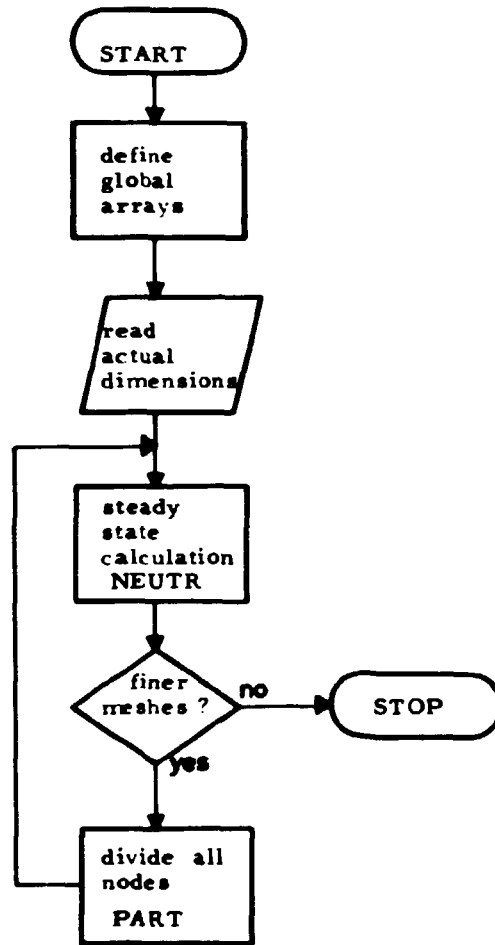 START
define
global
arrays
read
actual
dimensions
steady
state
calculation
NEUTR
finer
meshes ?
no
STOP
yes
divide all
nodes
PART